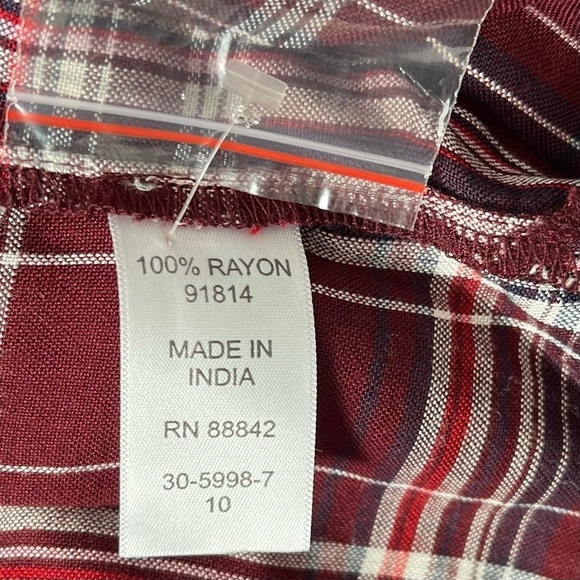 100% RAYON
91814
MADE IN
INDIA
RN 88842
30-5998-7
10